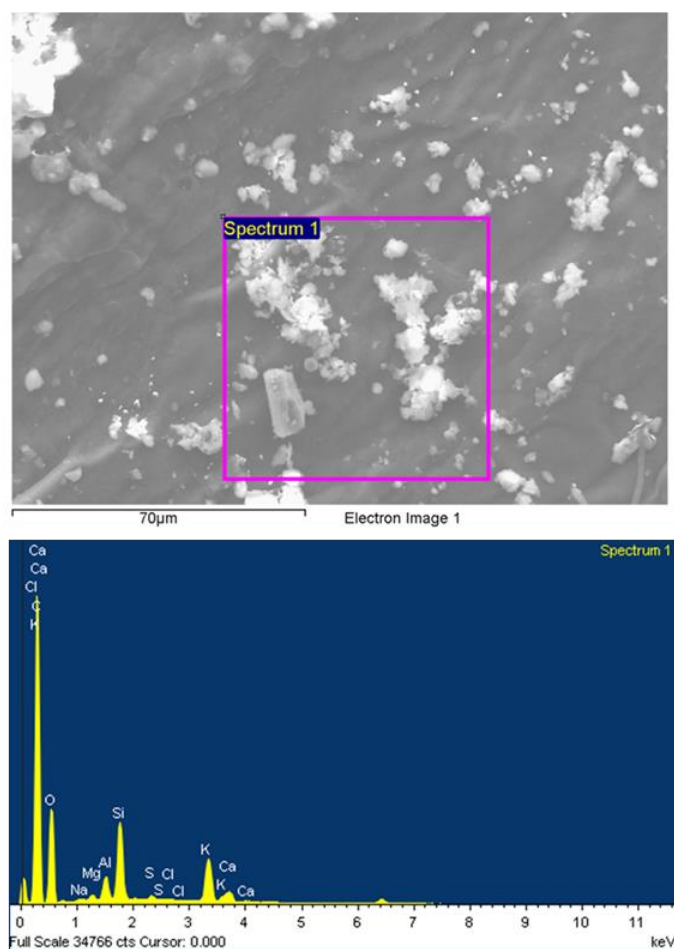 Spectrum 1
70µm Electron Image 1
Spectrum 1
Ca
Ca
Cl
C
K
O
Na
Mg
Al
Si
S
S
Cl
Cl
K
K
Ca
Ca
0 1 2 3 4 5 6 7 8 9 10 11
Full Scale 34766 cts Cursor: 0.000 keV